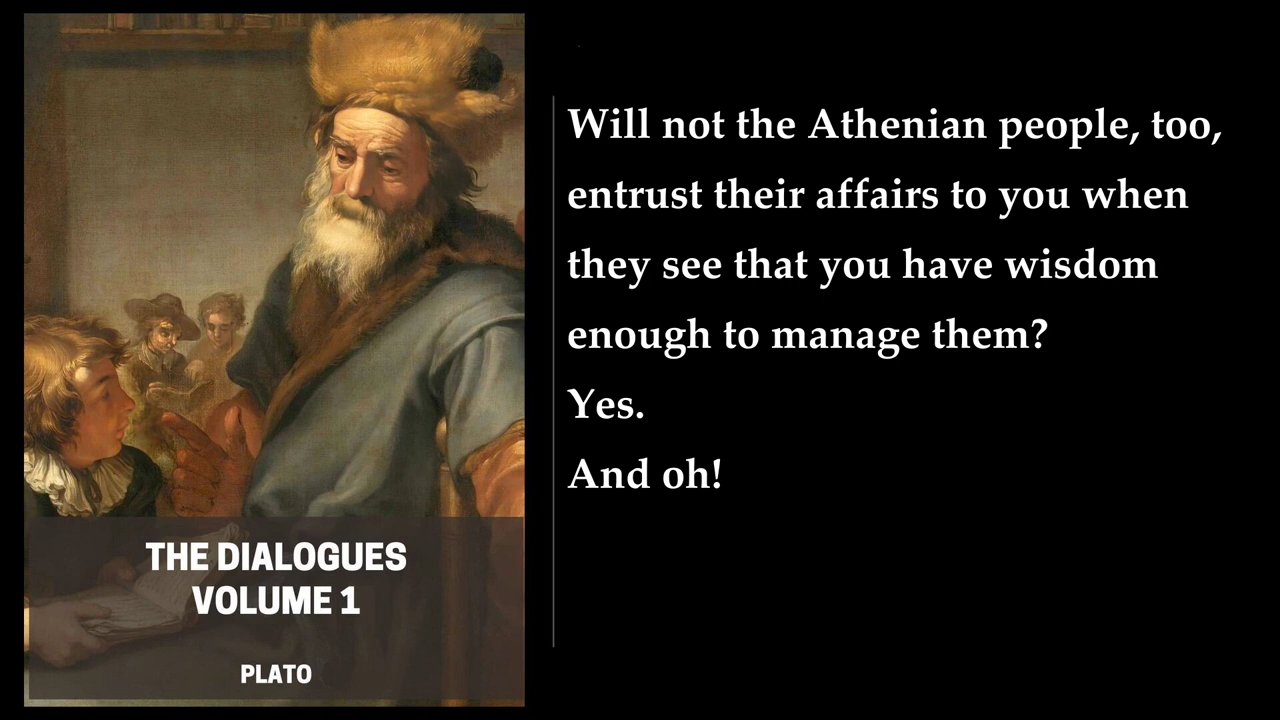 THE DIALOGUES
VOLUME 1
PLATO
Will not the Athenian people, too,
entrust their affairs to you when
they see that you have wisdom
enough to manage them?
Yes.
And oh!